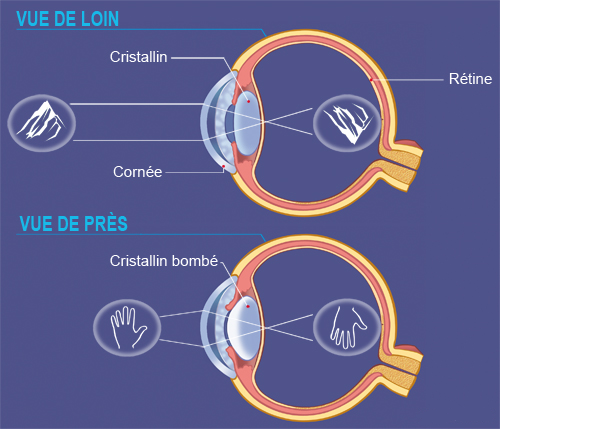 VUE DE LOIN
Cristallin
Rétine
Cornée
VUE DE PRÈS
Cristallin bombé